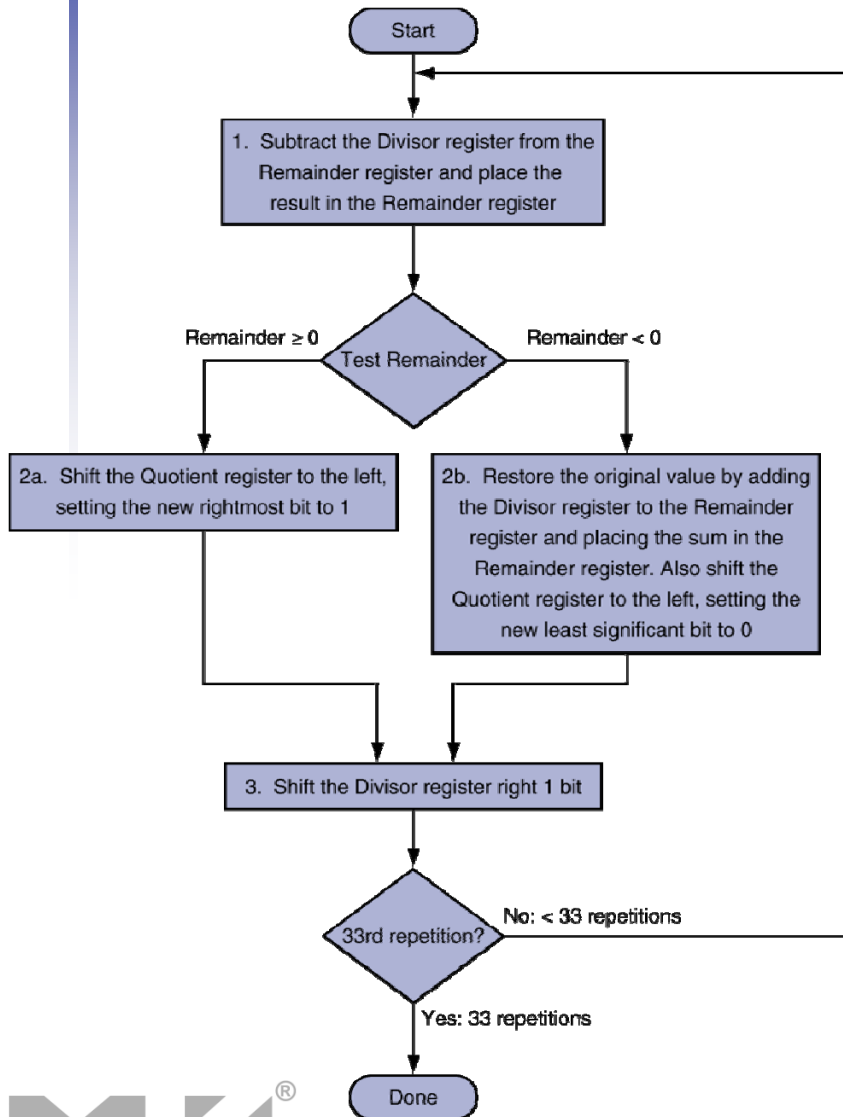 Start
1. Subtract the Divisor register from the
Remainder register and place the
result in the Remainder register
Remainder ≥ 0
Remainder < 0
Test Remainder
2a. Shift the Quotient register to the left,
setting the new rightmost bit to 1
2b. Restore the original value by adding
the Divisor register to the Remainder
register and placing the sum in the
Remainder register. Also shift the
Quotient register to the left, setting the
new least significant bit to 0
3. Shift the Divisor register right 1 bit
33rd repetition?
No: < 33 repetitions
Yes: 33 repetitions
Done
®